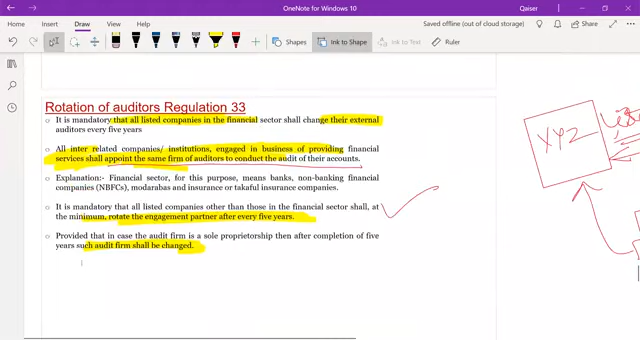 OneNote for Windows 10
Qaiser
Saved offline (out of cloud storage)
Shapes
Ink to Shape
Ink to Text
Ruler
Rotation of auditors Regulation 33
o It is mandatory that all listed companies in the financial sector shall change their external
auditors every five years
o All inter related companies/ institutions, engaged in business of providing financial
services shall appoint the same firm of auditors to conduct the audit of their accounts.
o Explanation:- Financial sector, for this purpose, means banks, non-banking financial
companies (NBFCs), modarabas and insurance or takaful insurance companies.
o It is mandatory that all listed companies other than those in the financial sector shall, at
the minimum, rotate the engagement partner after every five years.
o Provided that in case the audit firm is a sole proprietorship then after completion of five
years such audit firm shall be changed.
XYZ